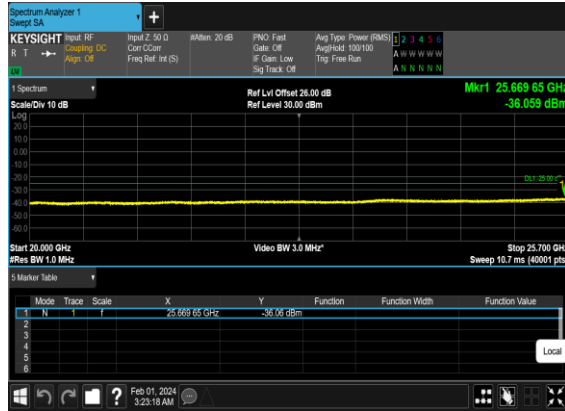 Spectrum Analyzer 1
Swept SA
+
KEYSIGHT Input: RF Input Z: 50 Ω #Atten: 20 dB PNO: Fast Avg Type: Power (RMS) 1 2 3 4 5 6
R T Coupling: DC Corr CCorr Gate: Off Avg|Hold: 100/100 A W W W W W
Align: Off Freq Ref: Int (S) IF Gain: Low Trig: Free Run
Sig Track: Off A N N N N N
1 Spectrum Ref Lvl Offset 26.00 dB Mkr1 25.669 65 GHz
Scale/Div 10 dB Ref Level 30.00 dBm -36.059 dBm
Log
20.0
10.0
0.00
-10.0
-20.0
DL1 -25.00
1
-30.0
-40.0
-50.0
-60.0
Start 20.000 GHz Video BW 3.0 MHz* Stop 25.700 GH
#Res BW 1.0 MHz Sweep 10.7 ms (40001 pts
5 Marker Table
Mode Trace Scale X Y Function Function Width Function Value
1 N 1 f 25.669 65 GHz -36.06 dBm
2
3
4
5
6
Local
? Feb 01, 2024
3:23:18 AM